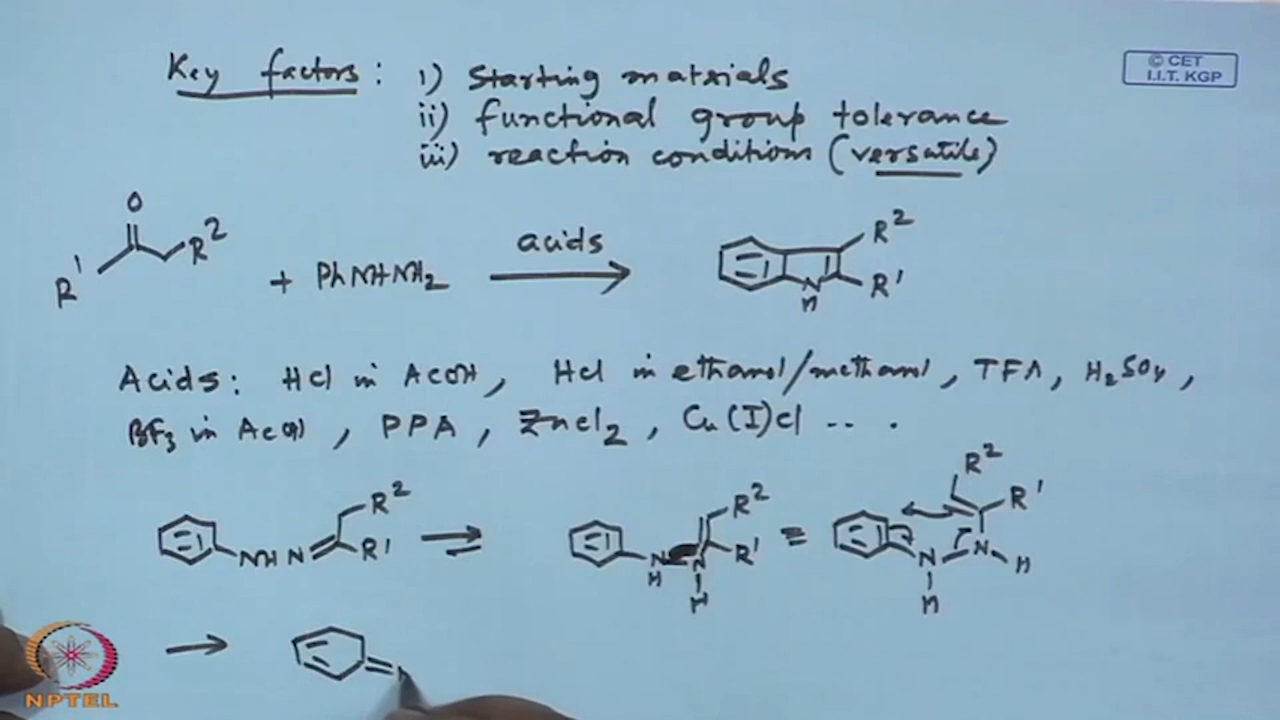 Key factors: i) Starting materials
© CET
I.I.T. KGP
ii) functional group tolerance
iii) reaction conditions (versatile)
O
R¹ R² + PhNHNH₂ acids R² N H R¹
Acids: HCl in AcOH, HCl in ethanol/methanol, TFA, H₂SO₄,
BF₃ in AcOH, PPA, ZnCl₂, Cu(I)Cl ... .
NH N R² R¹ N H N H R² R¹ ≡ N H N H R² R¹
NPTEL